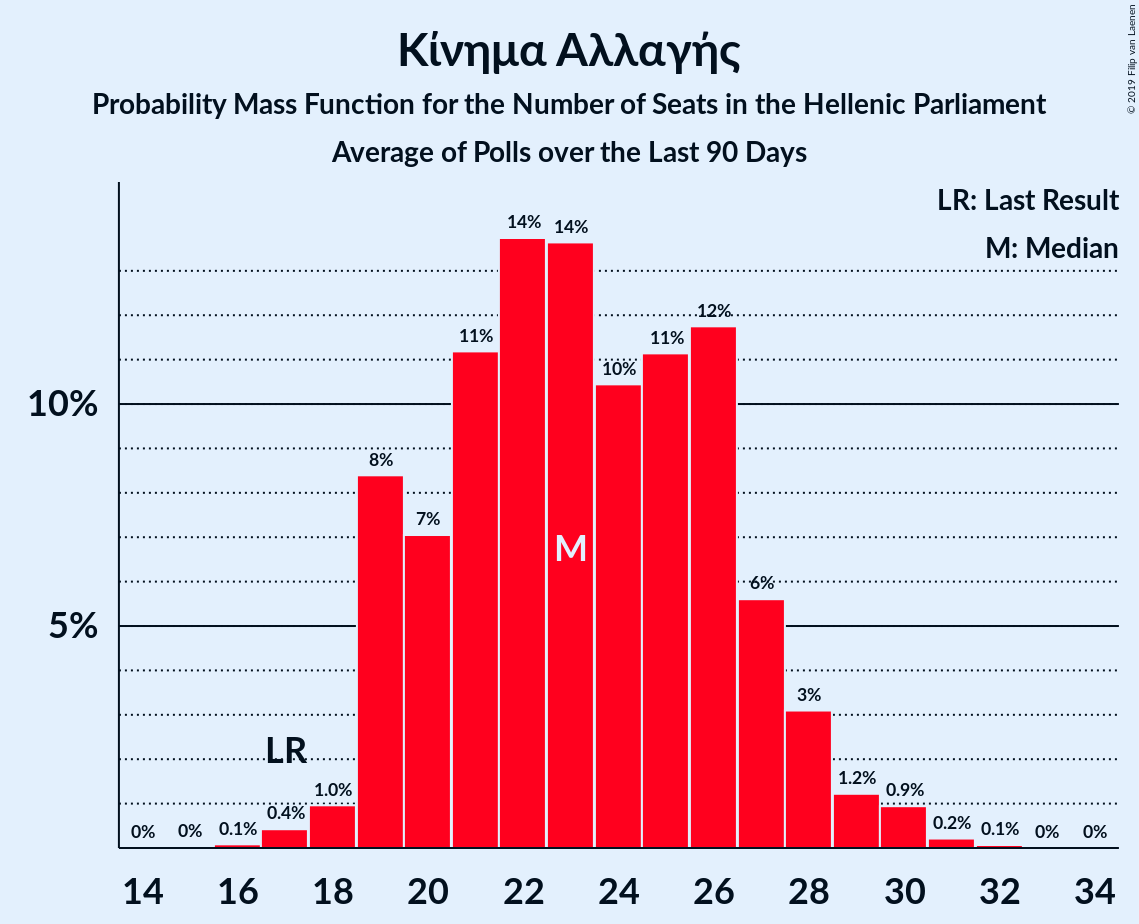 Κίνημα Αλλαγής
Probability Mass Function for the Number of Seats in the Hellenic Parliament
Average of Polls over the Last 90 Days
© 2019 Filip van Laenen
LR: Last Result
M: Median
10%
5%
0%
0%
0.1%
0.4%
1.0%
8%
7%
11%
14%
14%
10%
11%
12%
6%
3%
1.2%
0.9%
0.2%
0.1%
0%
0%
LR
M
14 16 18 20 22 24 26 28 30 32 34